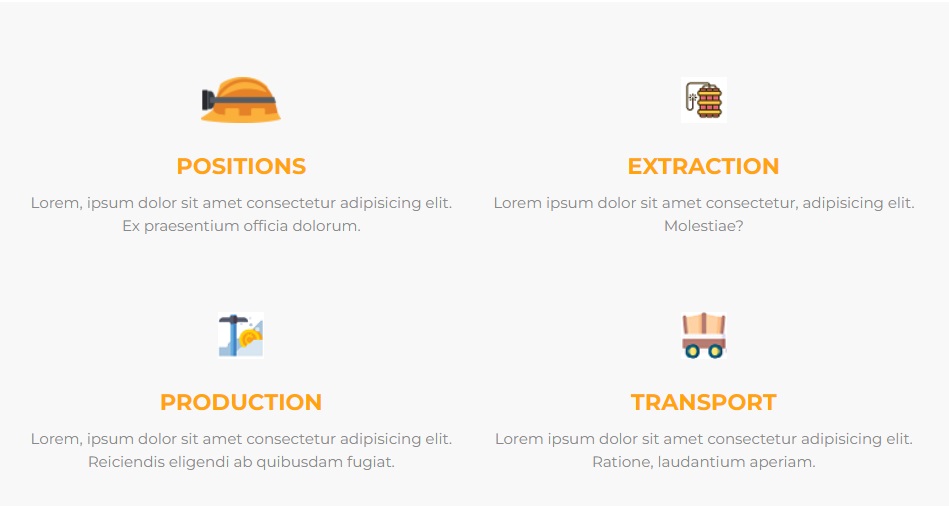 POSITIONS
Lorem, ipsum dolor sit amet consectetur adipisicing elit.
Ex praesentium officia dolorum.
EXTRACTION
Lorem ipsum dolor sit amet consectetur, adipisicing elit.
Molestiae?
PRODUCTION
Lorem, ipsum dolor sit amet consectetur adipisicing elit.
Reiciendis eligendi ab quibusdam fugiat.
TRANSPORT
Lorem ipsum dolor sit amet consectetur adipisicing elit.
Ratione, laudantium aperiam.